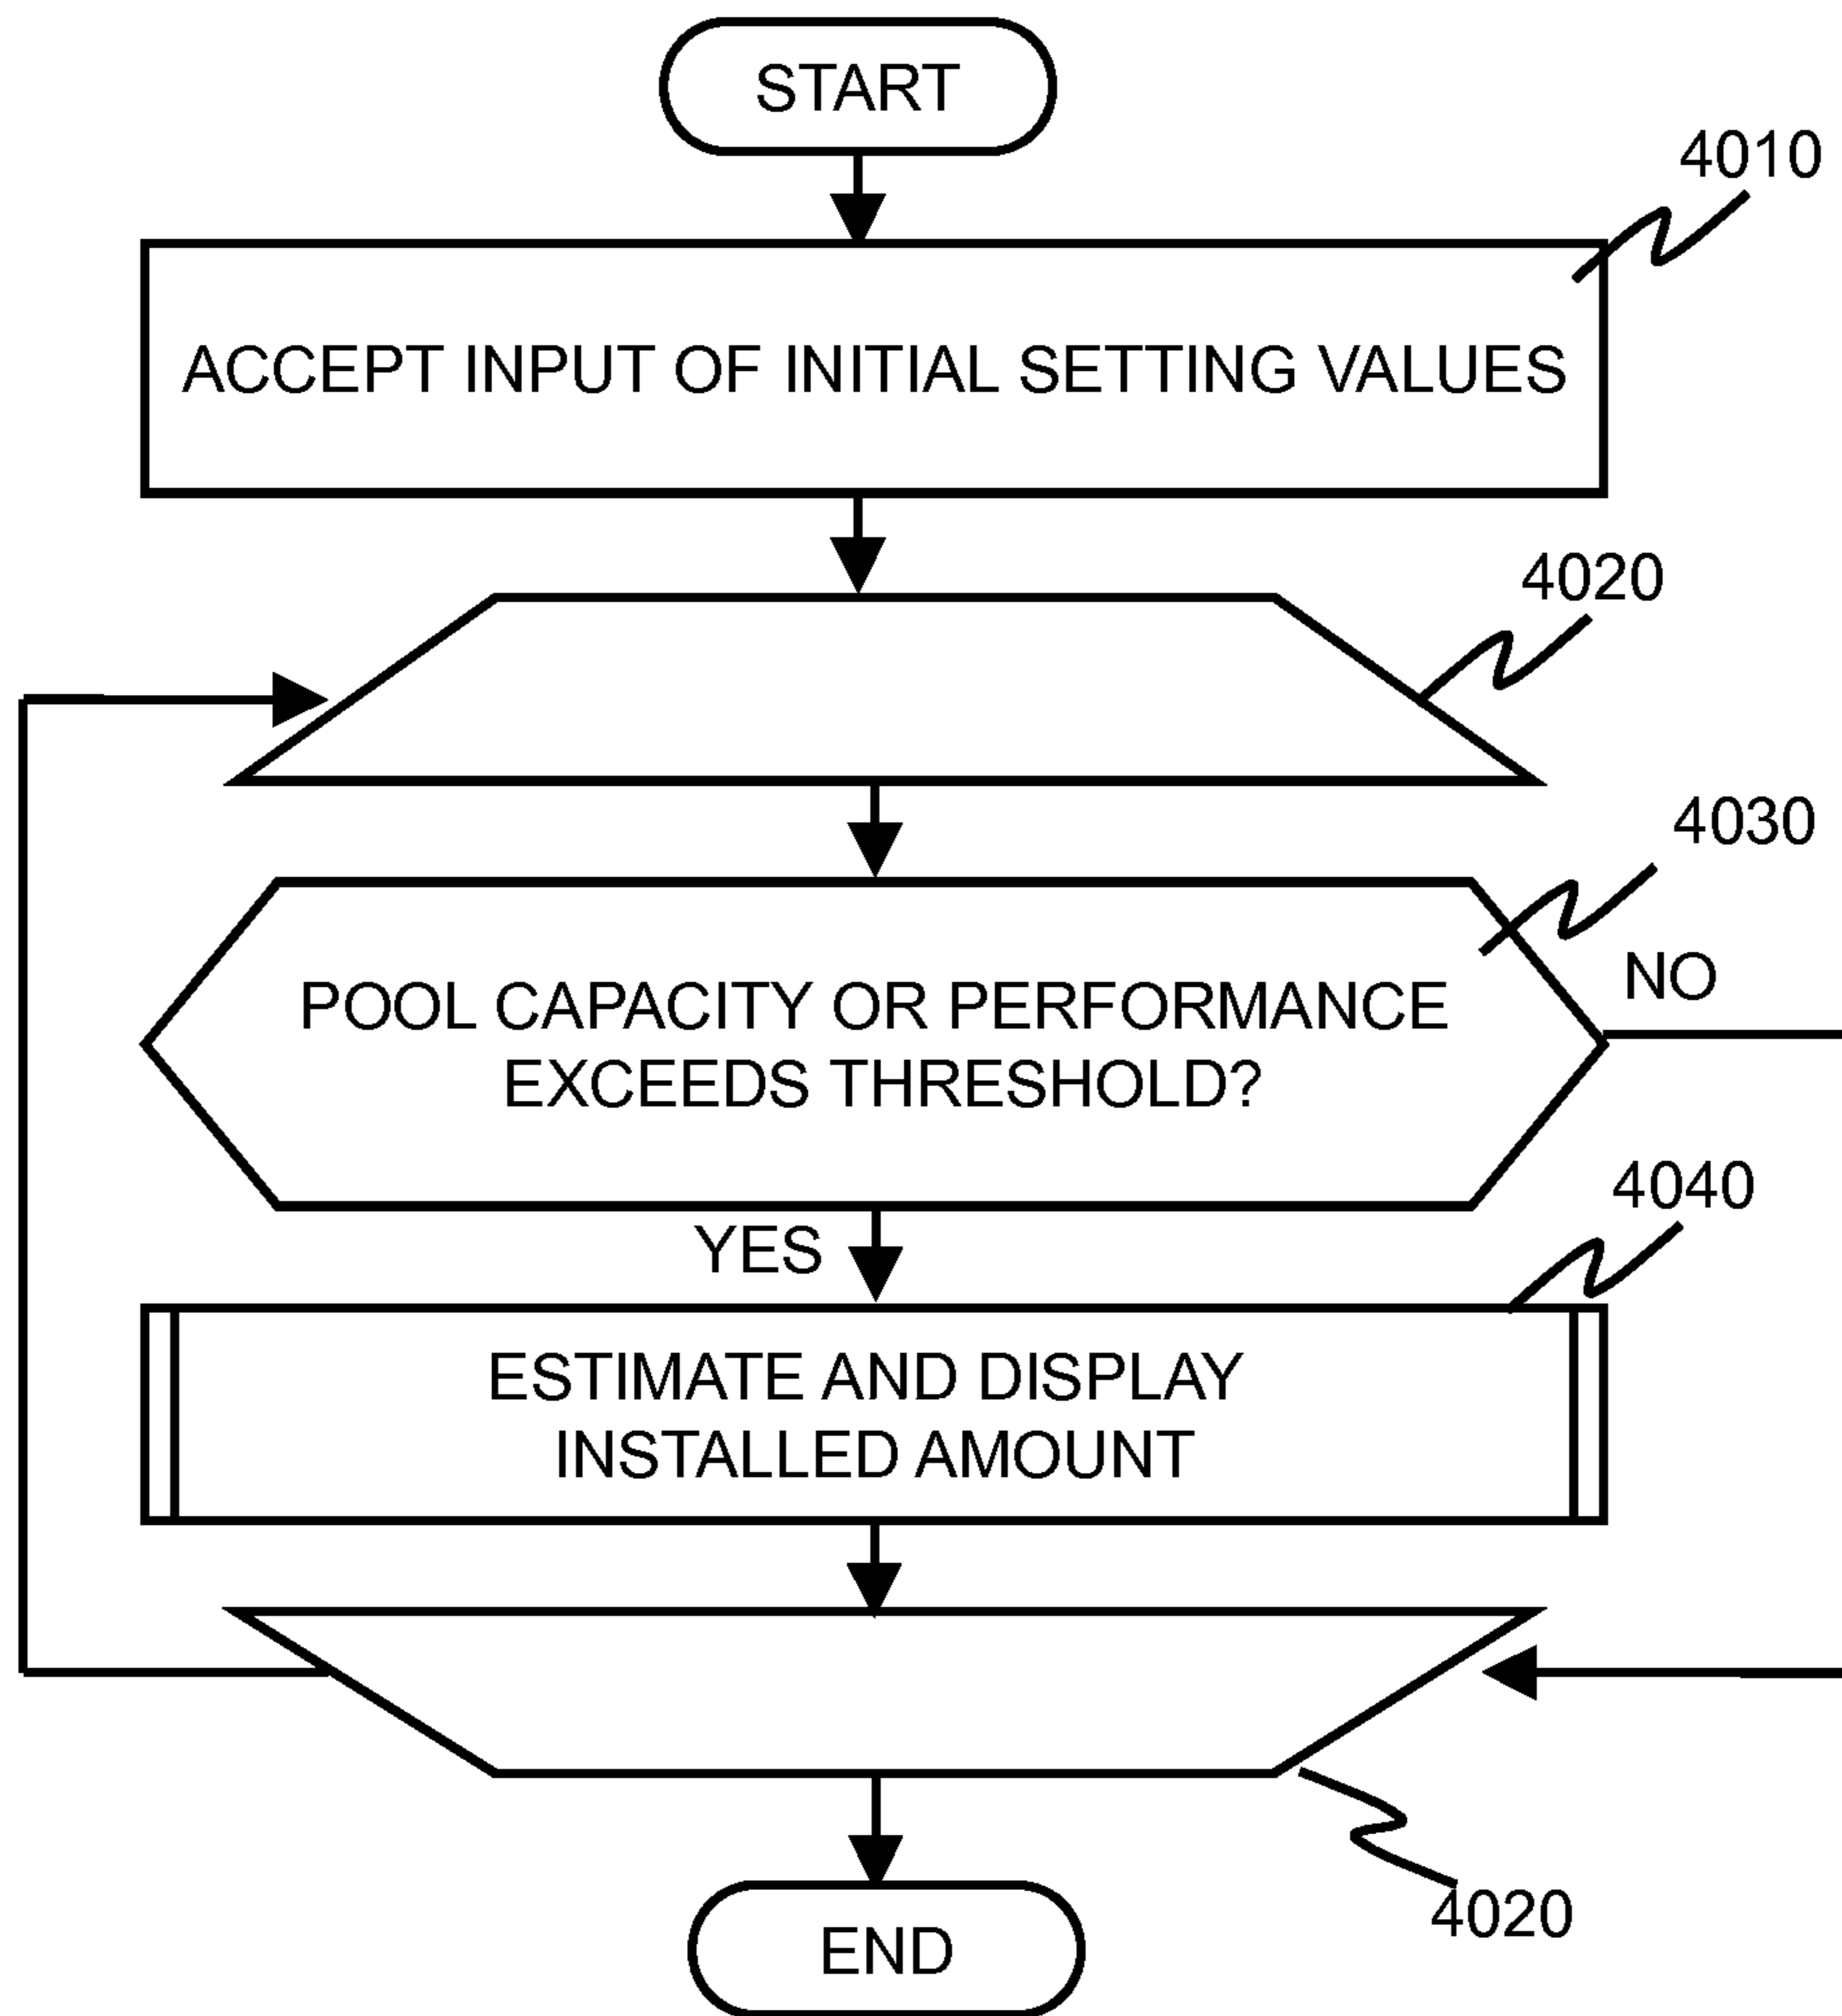 START
4010
ACCEPT INPUT OF INITIAL SETTING VALUES
4020
4030
NO
POOL CAPACITY OR PERFORMANCE
EXCEEDS THRESHOLD?
4040
YES
ESTIMATE AND DISPLAY
INSTALLED AMOUNT
4020
END